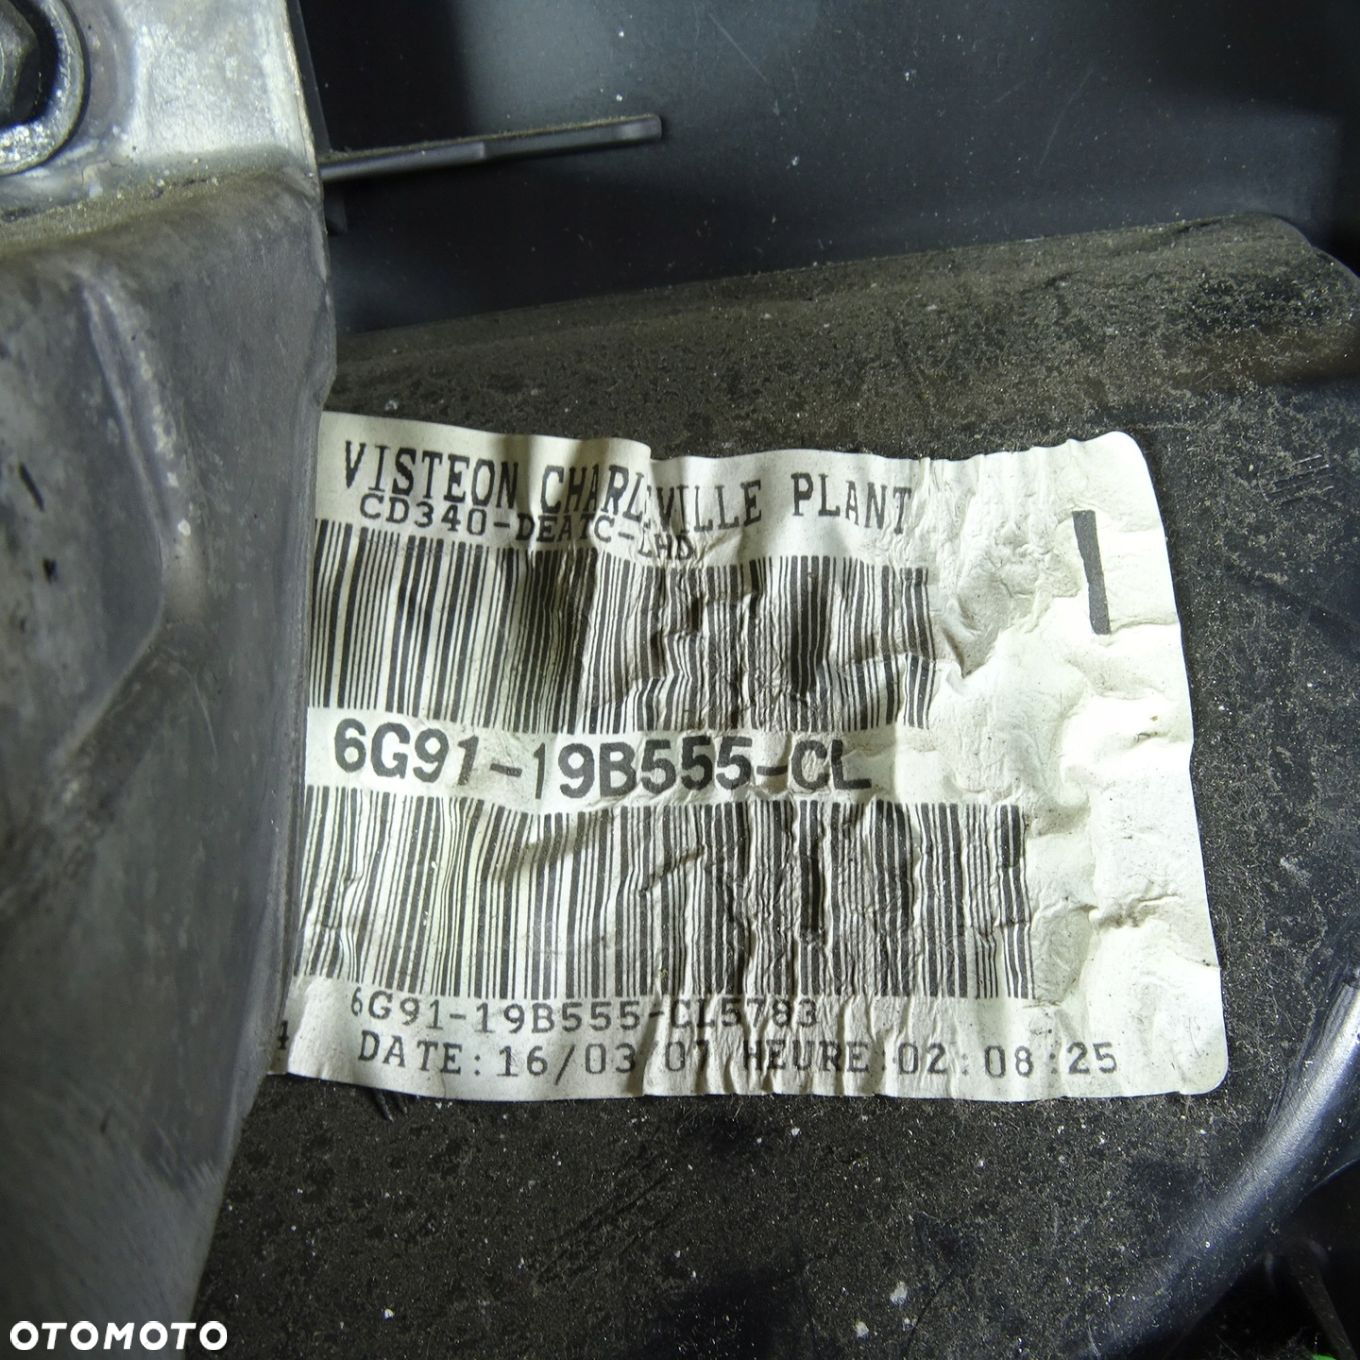 VISTEON CHARLEVILLE PLANT
CD340-DEATC-LHD
6G91-19B555-CL
6G91-19B555-CL5783
4 DATE:16/03/07 HEURE:02:08:25
OTOMOTO